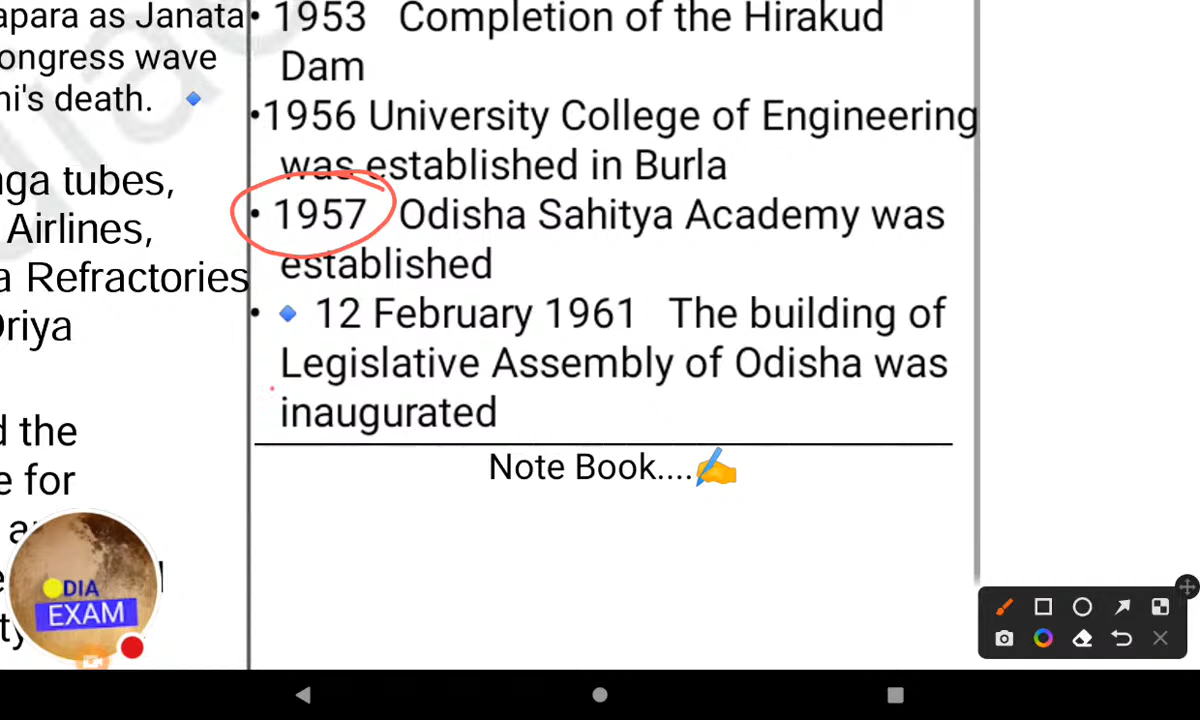 apara as Janata
ongress wave
ni's death.
nga tubes,
Airlines,
a Refractories
Oriya
d the
e for
• 1953 Completion of the Hirakud
Dam
•1956 University College of Engineering
was established in Burla
• 1957 Odisha Sahitya Academy was
established
• 🔹 12 February 1961 The building of
Legislative Assembly of Odisha was
inaugurated
Note Book....✍️
DIA
EXAM